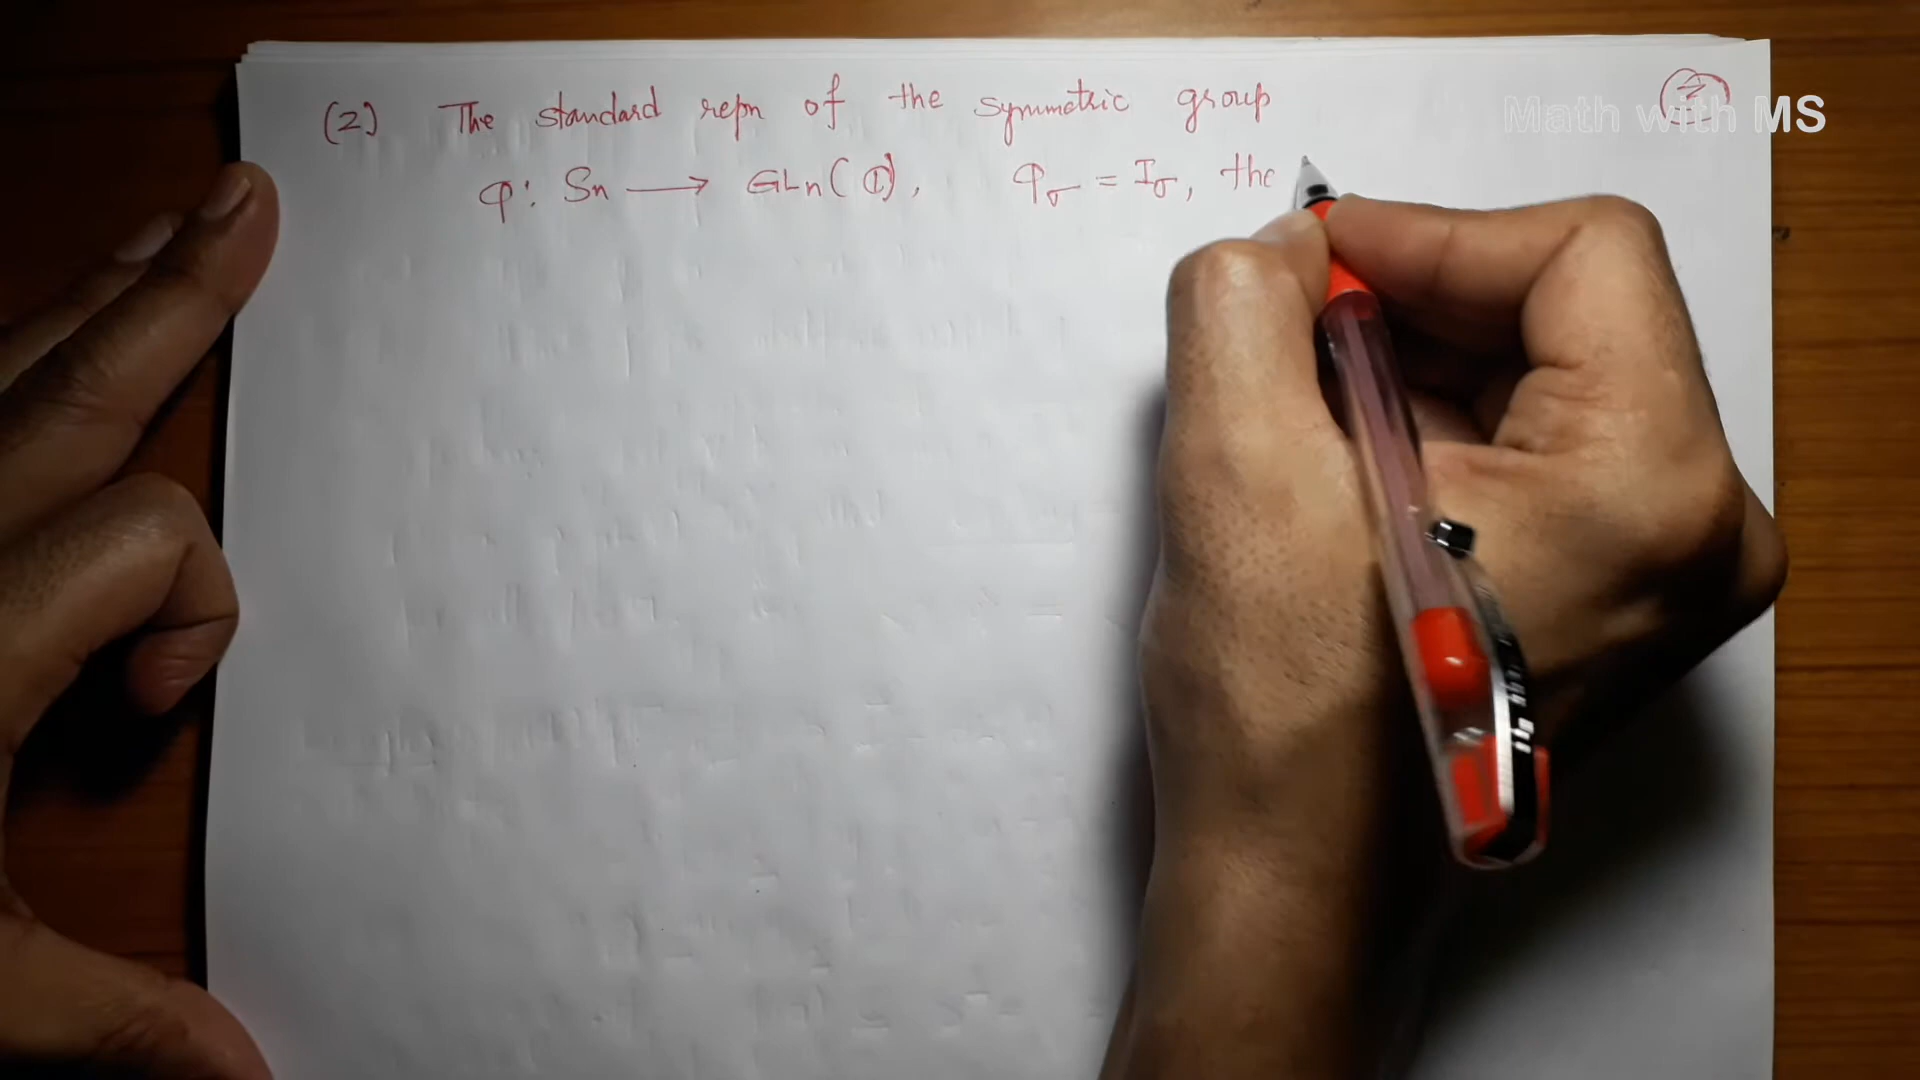 (2) The standard repn of the symmetric group
φ: Sn ⟶ GLn(ℂ), φσ = Iσ, the
Math with MS